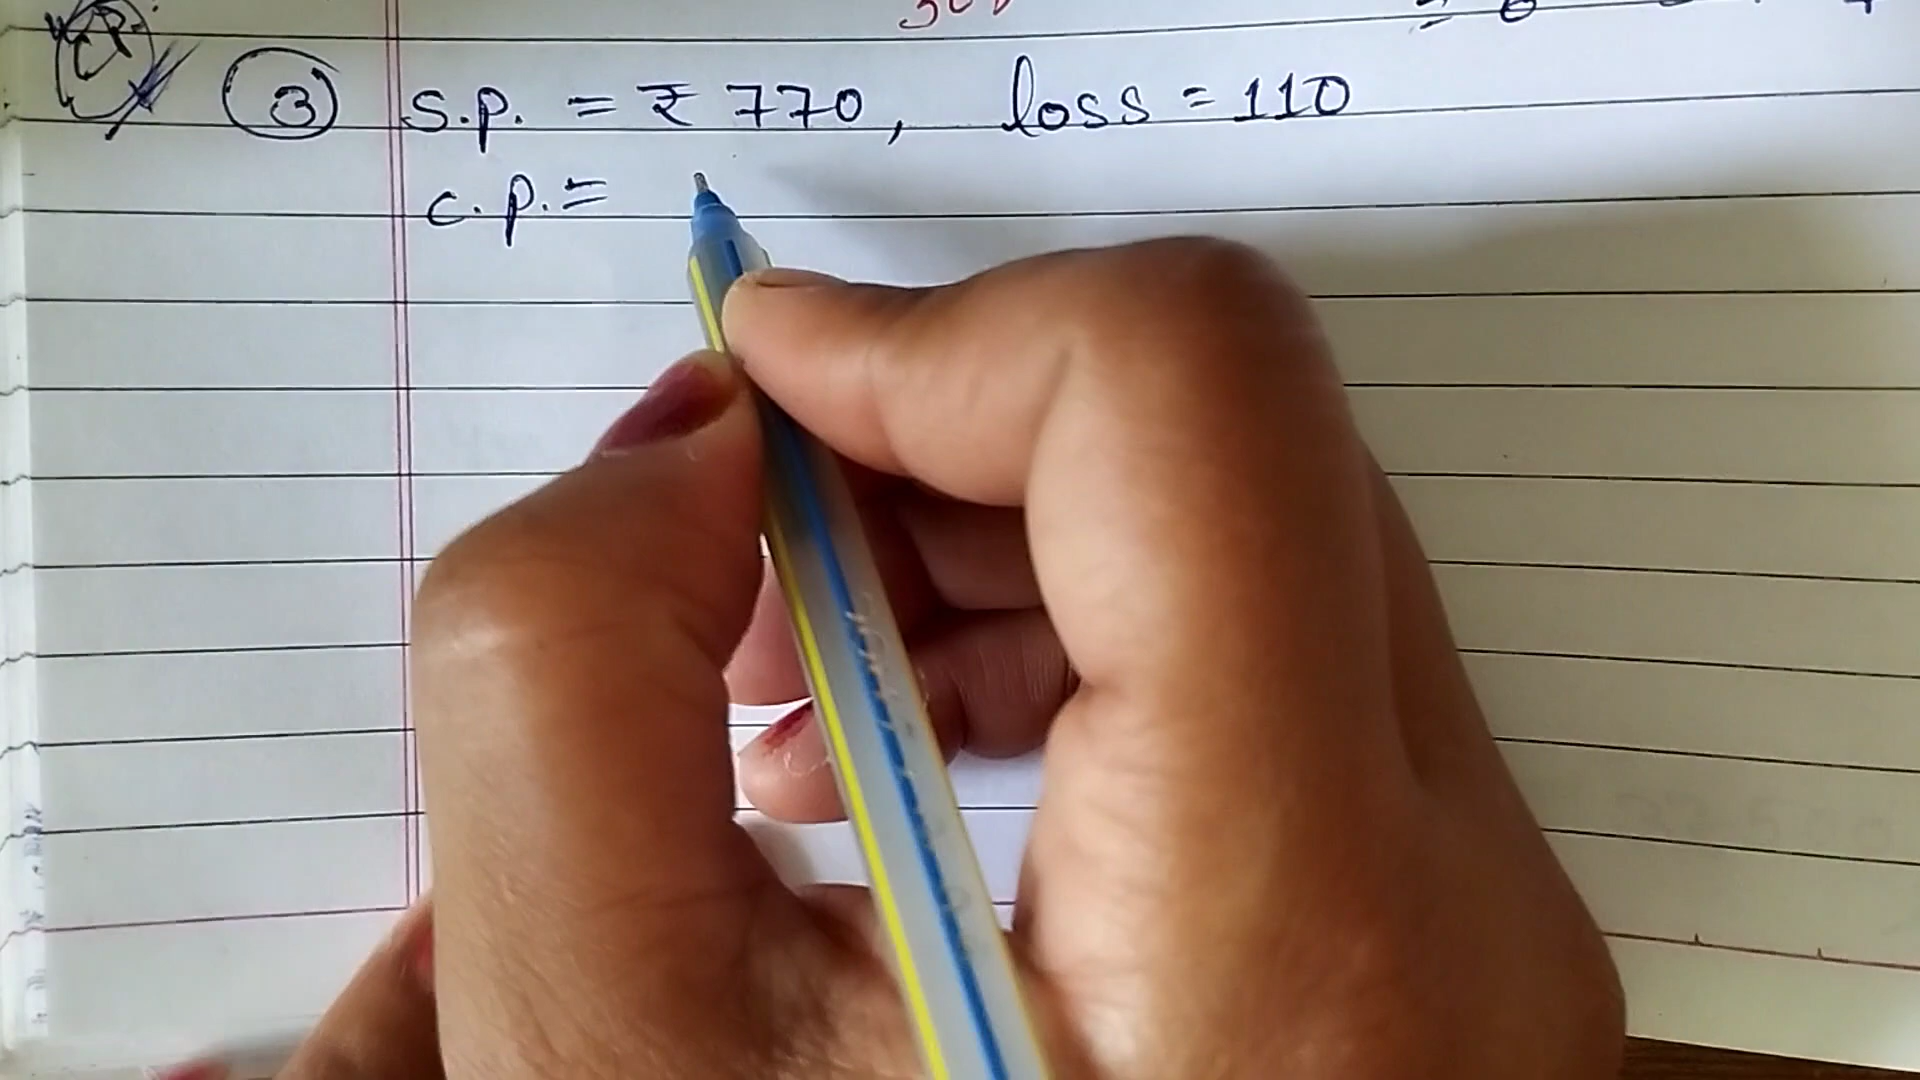 C.P.
③ S.P. = ₹ 770, loss = 110
C.P. =